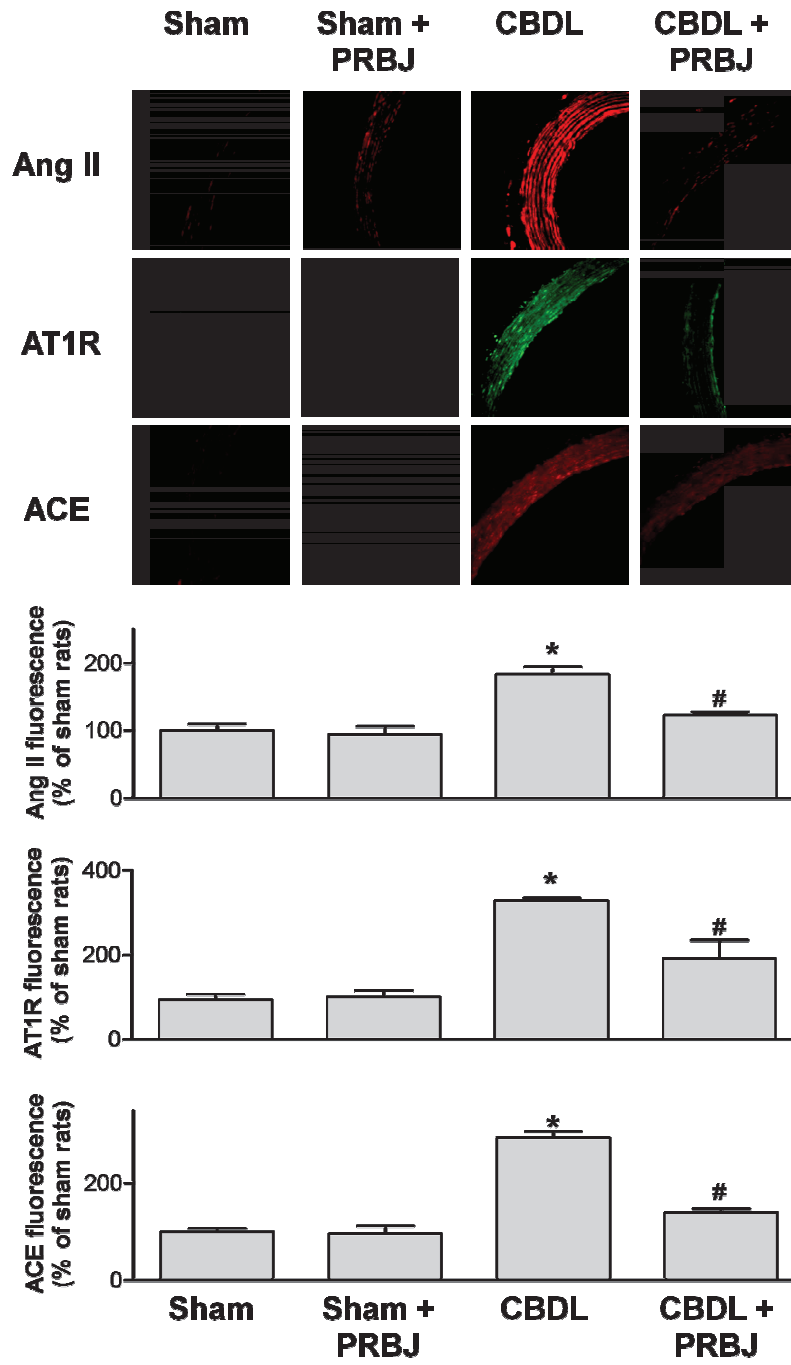 Sham
Sham +
PRBJ
CBDL
CBDL +
PRBJ
Ang II
AT1R
ACE
Ang II fluorescence
(% of sham rats)
200
100
0
*
#
AT1R fluorescence
(% of sham rats)
400
200
0
*
#
ACE fluorescence
(% of sham rats)
200
0
*
#
Sham
Sham +
PRBJ
CBDL
CBDL +
PRBJ